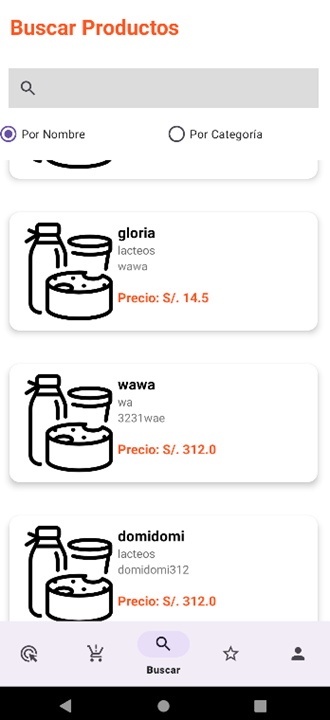 Buscar Productos
Por Nombre
Por Categoría
gloria
lacteos
wawa
Precio: S/. 14.5
wawa
wa
3231wae
Precio: S/. 312.0
domidomi
lacteos
domidomi312
Precio: S/. 312.0
Buscar